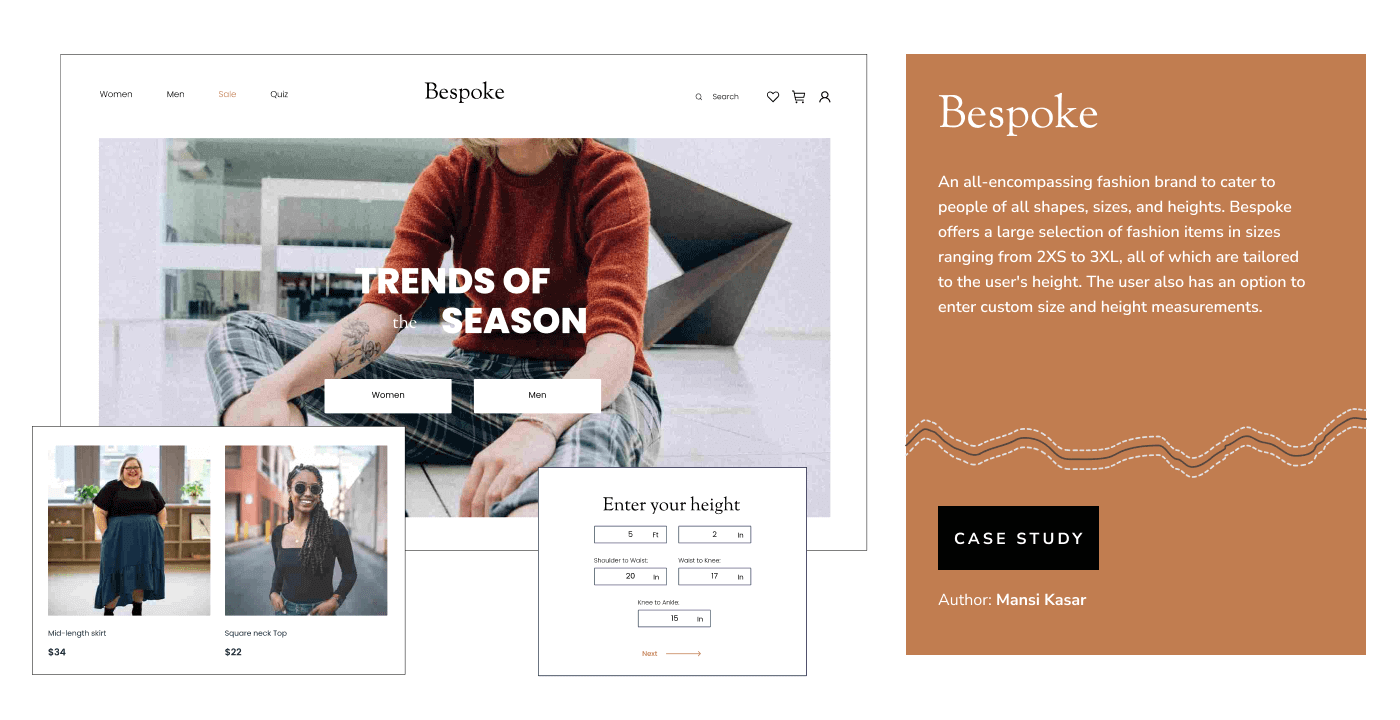 Women Men Sale Quiz
Bespoke
Search
TRENDS OF
the SEASON
Women Men
Mid-length skirt
$34
Square neck Top
$22
Enter your height
5 Ft 2 In
Shoulder to Waist: Waist to Knee:
20 In 17 In
Knee to Ankle:
15 In
Next
Bespoke
An all-encompassing fashion brand to cater to
people of all shapes, sizes, and heights. Bespoke
offers a large selection of fashion items in sizes
ranging from 2XS to 3XL, all of which are tailored
to the user's height. The user also has an option to
enter custom size and height measurements.
CASE STUDY
Author: Mansi Kasar